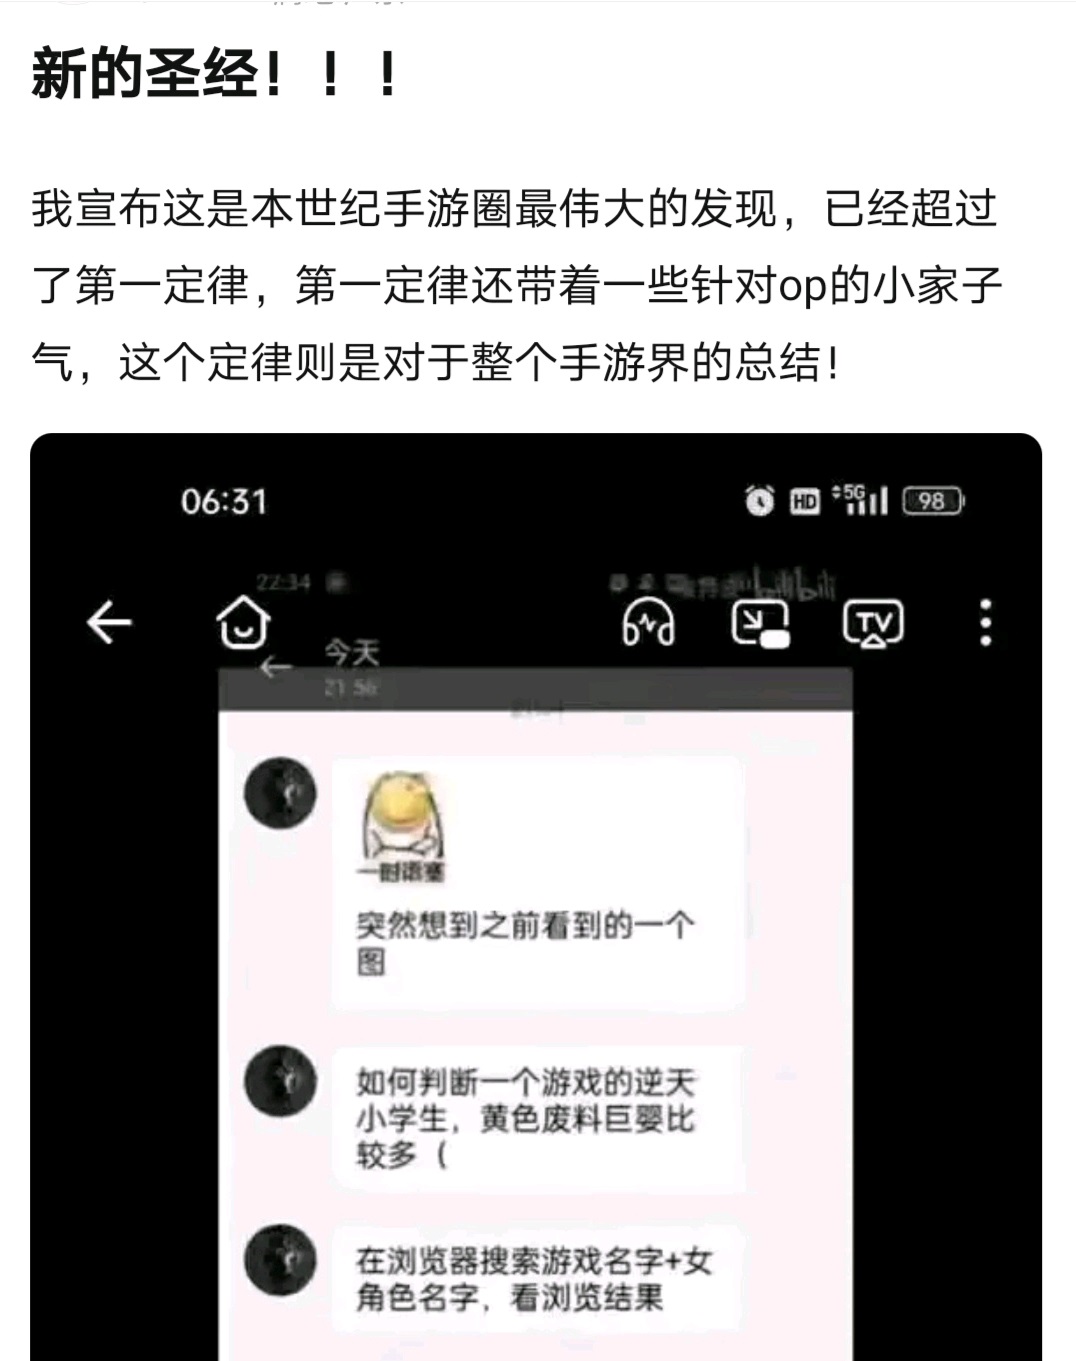 新的圣经！！！
我宣布这是本世纪手游圈最伟大的发现，已经超过
了第一定律，第一定律还带着一些针对op的小家子
气，这个定律则是对于整个手游界的总结！
06:31
HD
5G
98
22:34
bilibili
TV
今天
21:56
一时语塞
突然想到之前看到的一个
图
如何判断一个游戏的逆天
小学生，黄色废料巨婴比
较多（
在浏览器搜索游戏名字+女
角色名字，看浏览结果